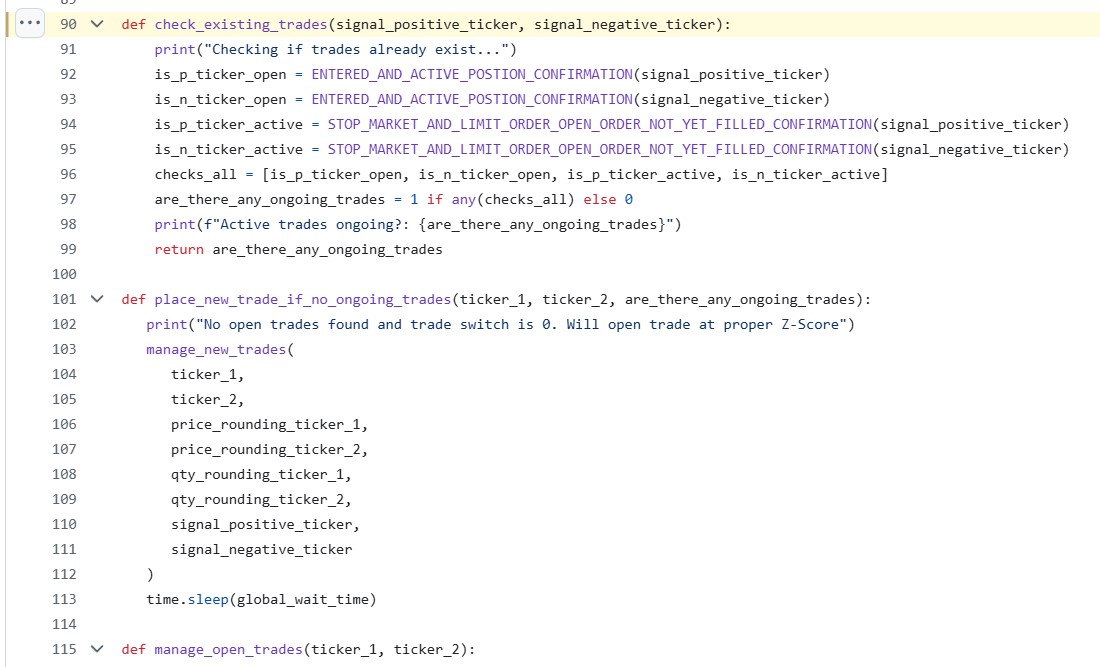 89
90 def check_existing_trades(signal_positive_ticker, signal_negative_ticker):
91     print("Checking if trades already exist...")
92     is_p_ticker_open = ENTERED_AND_ACTIVE_POSTION_CONFIRMATION(signal_positive_ticker)
93     is_n_ticker_open = ENTERED_AND_ACTIVE_POSTION_CONFIRMATION(signal_negative_ticker)
94     is_p_ticker_active = STOP_MARKET_AND_LIMIT_ORDER_OPEN_ORDER_NOT_YET_FILLED_CONFIRMATION(signal_positive_ticker)
95     is_n_ticker_active = STOP_MARKET_AND_LIMIT_ORDER_OPEN_ORDER_NOT_YET_FILLED_CONFIRMATION(signal_negative_ticker)
96     checks_all = [is_p_ticker_open, is_n_ticker_open, is_p_ticker_active, is_n_ticker_active]
97     are_there_any_ongoing_trades = 1 if any(checks_all) else 0
98     print(f"Active trades ongoing?: {are_there_any_ongoing_trades}")
99     return are_there_any_ongoing_trades
100
101 def place_new_trade_if_no_ongoing_trades(ticker_1, ticker_2, are_there_any_ongoing_trades):
102    print("No open trades found and trade switch is 0. Will open trade at proper Z-Score")
103    manage_new_trades(
104       ticker_1,
105       ticker_2,
106       price_rounding_ticker_1,
107       price_rounding_ticker_2,
108       qty_rounding_ticker_1,
109       qty_rounding_ticker_2,
110       signal_positive_ticker,
111       signal_negative_ticker
112    )
113    time.sleep(global_wait_time)
114
115 def manage_open_trades(ticker_1, ticker_2):